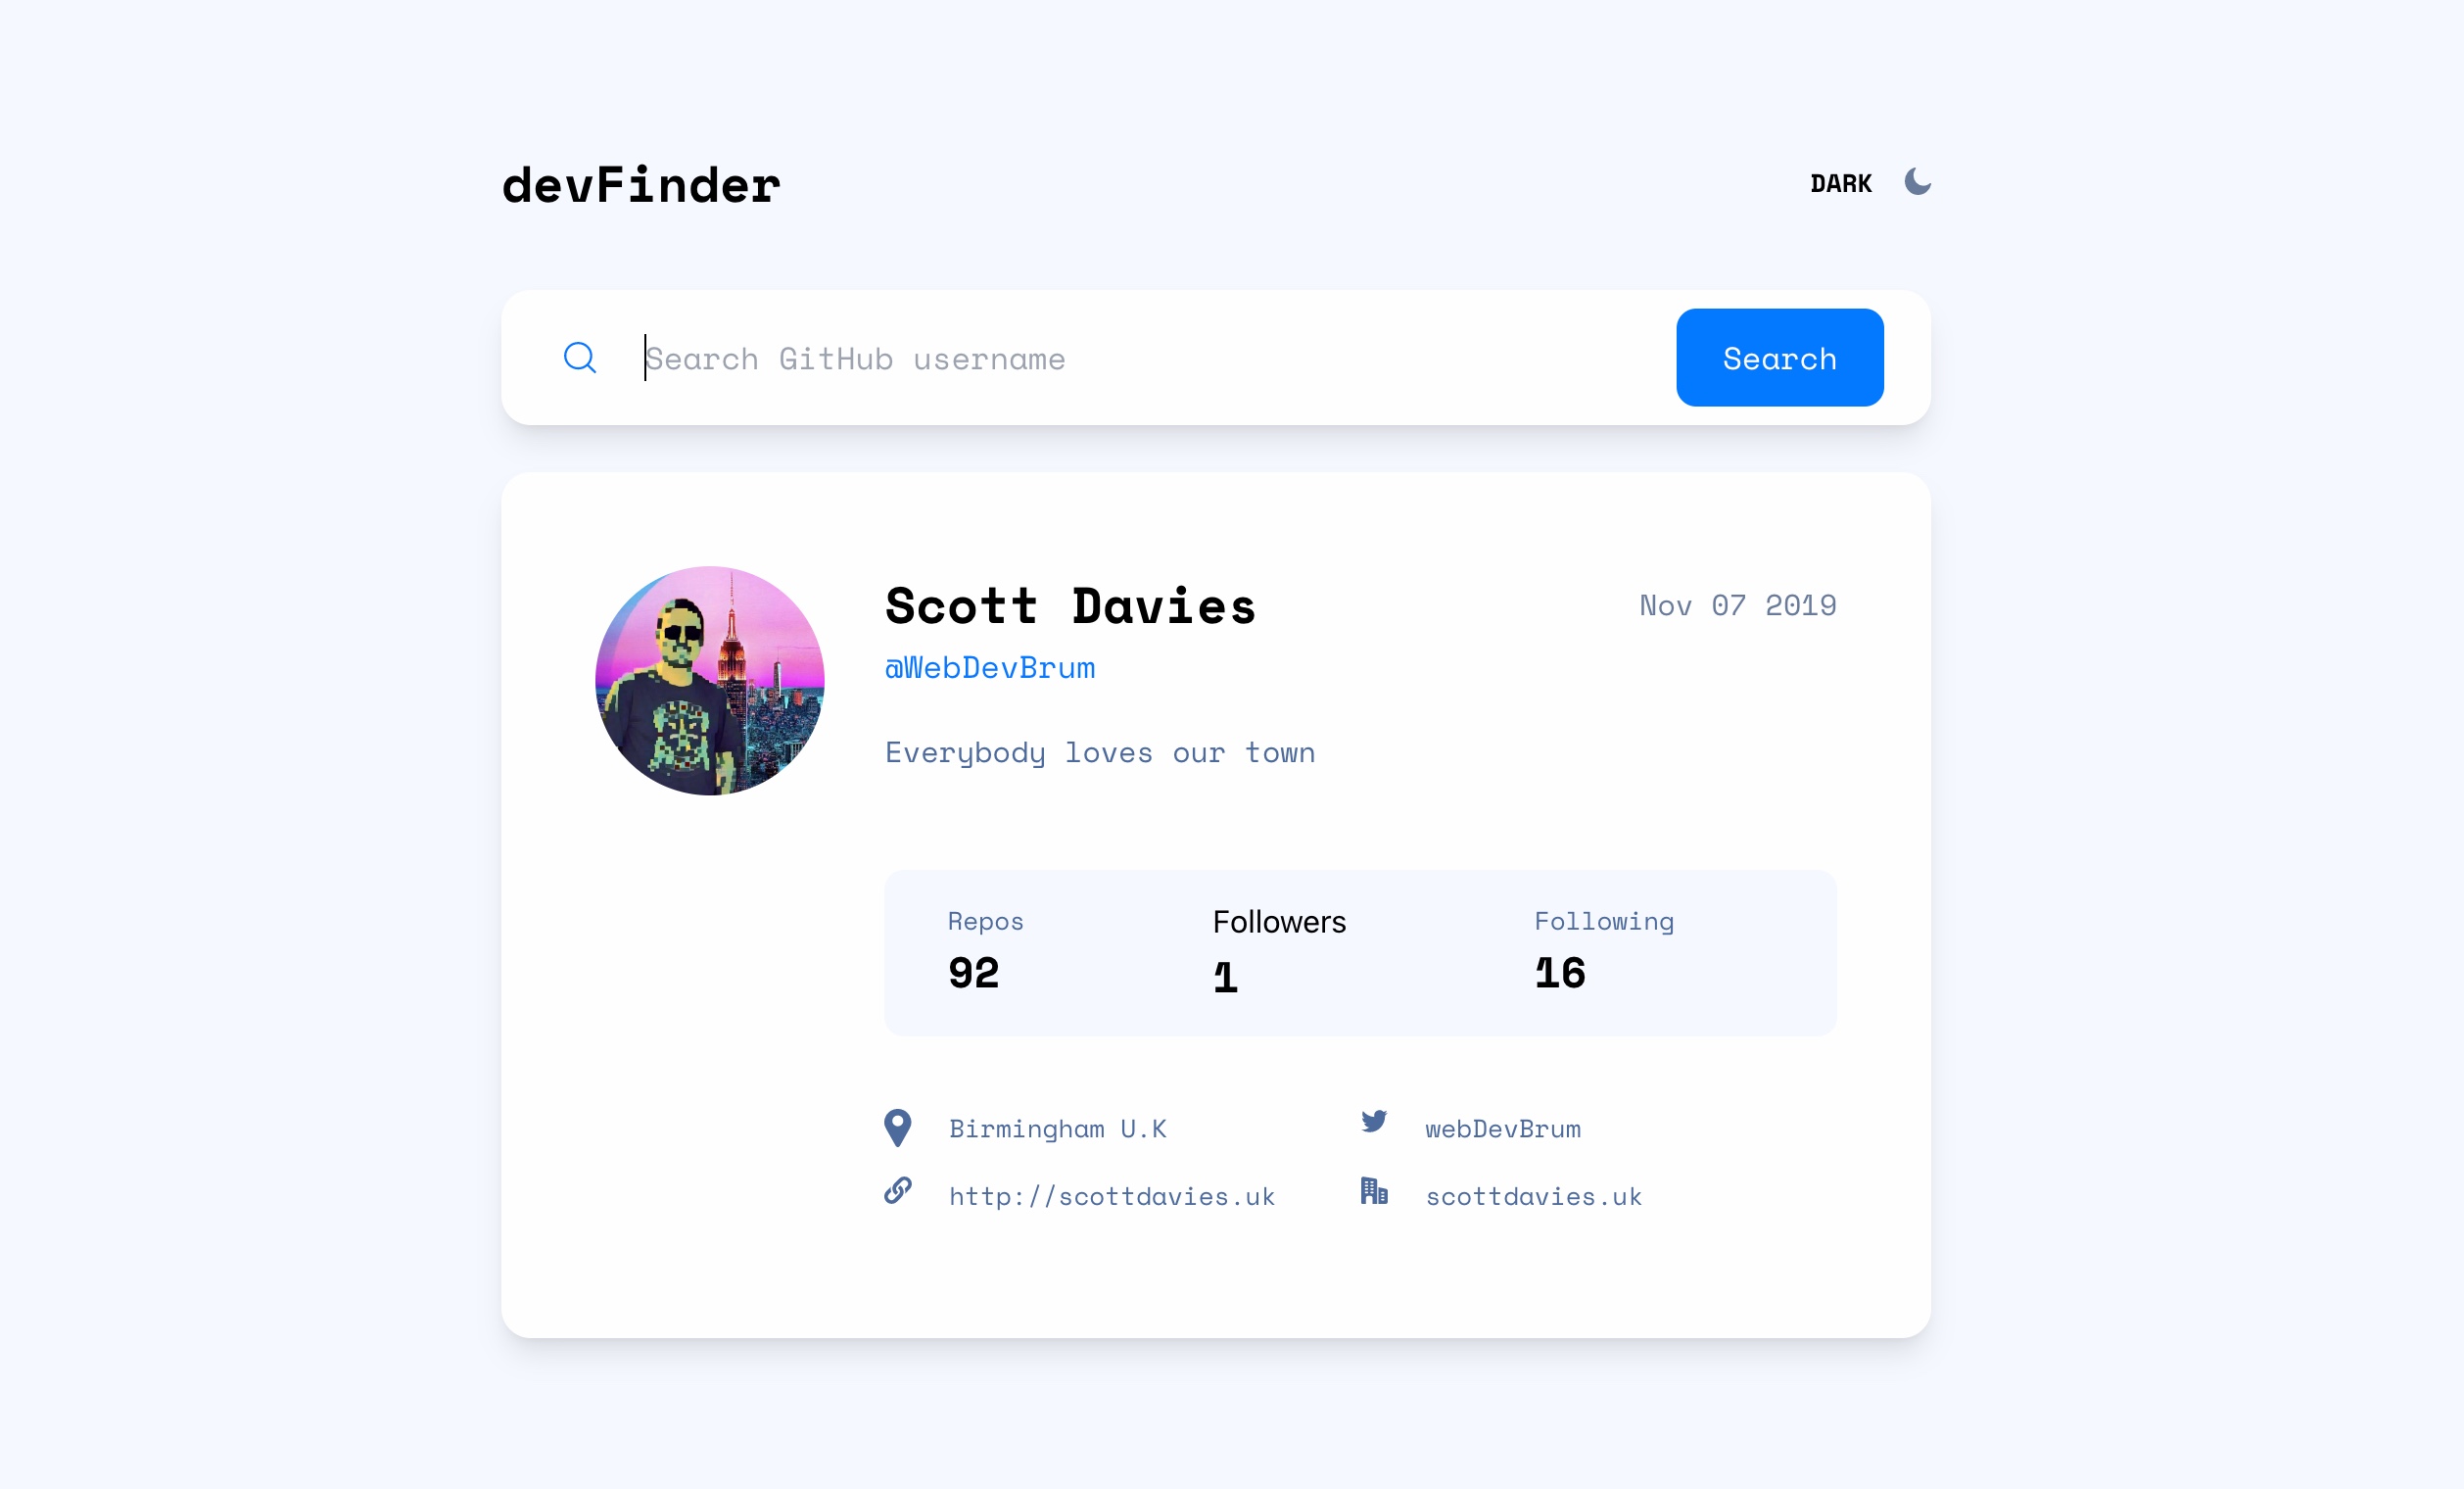 devFinder
DARK
Search GitHub username
Search
Scott Davies
Nov 07 2019
@WebDevBrum
Everybody loves our town
Repos
Followers
Following
92
1
16
Birmingham U.K
webDevBrum
http://scottdavies.uk
scottdavies.uk